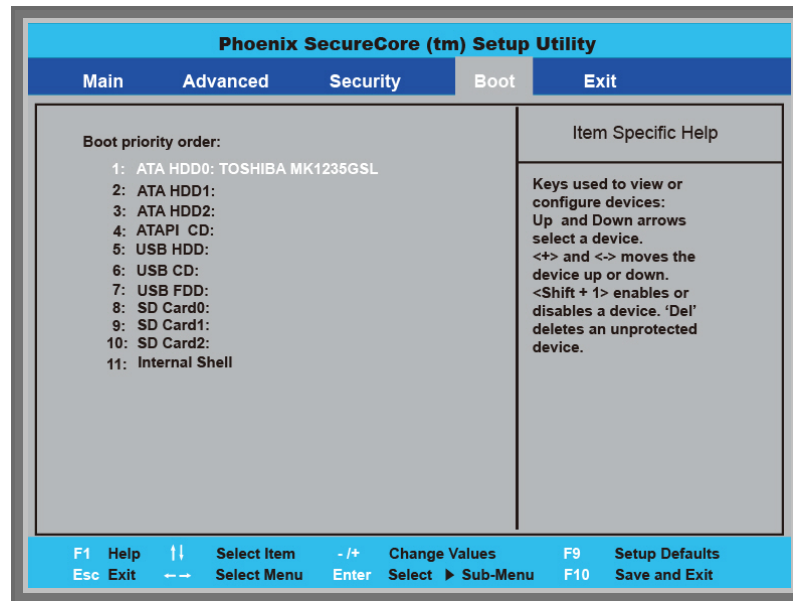 Phoenix SecureCore (tm) Setup Utility
Main Advanced Security Boot Exit
Boot priority order:
1: ATA HDD0: TOSHIBA MK1235GSL
2: ATA HDD1:
3: ATA HDD2:
4: ATAPI CD:
5: USB HDD:
6: USB CD:
7: USB FDD:
8: SD Card0:
9: SD Card1:
10: SD Card2:
11: Internal Shell
Item Specific Help
Keys used to view or
configure devices:
Up and Down arrows
select a device.
<+> and <-> moves the
device up or down.
<Shift + 1> enables or
disables a device. ‘Del’
deletes an unprotected
device.
F1 Help ↑↓ Select Item - /+ Change Values F9 Setup Defaults
Esc Exit ←→ Select Menu Enter Select ▶ Sub-Menu F10 Save and Exit